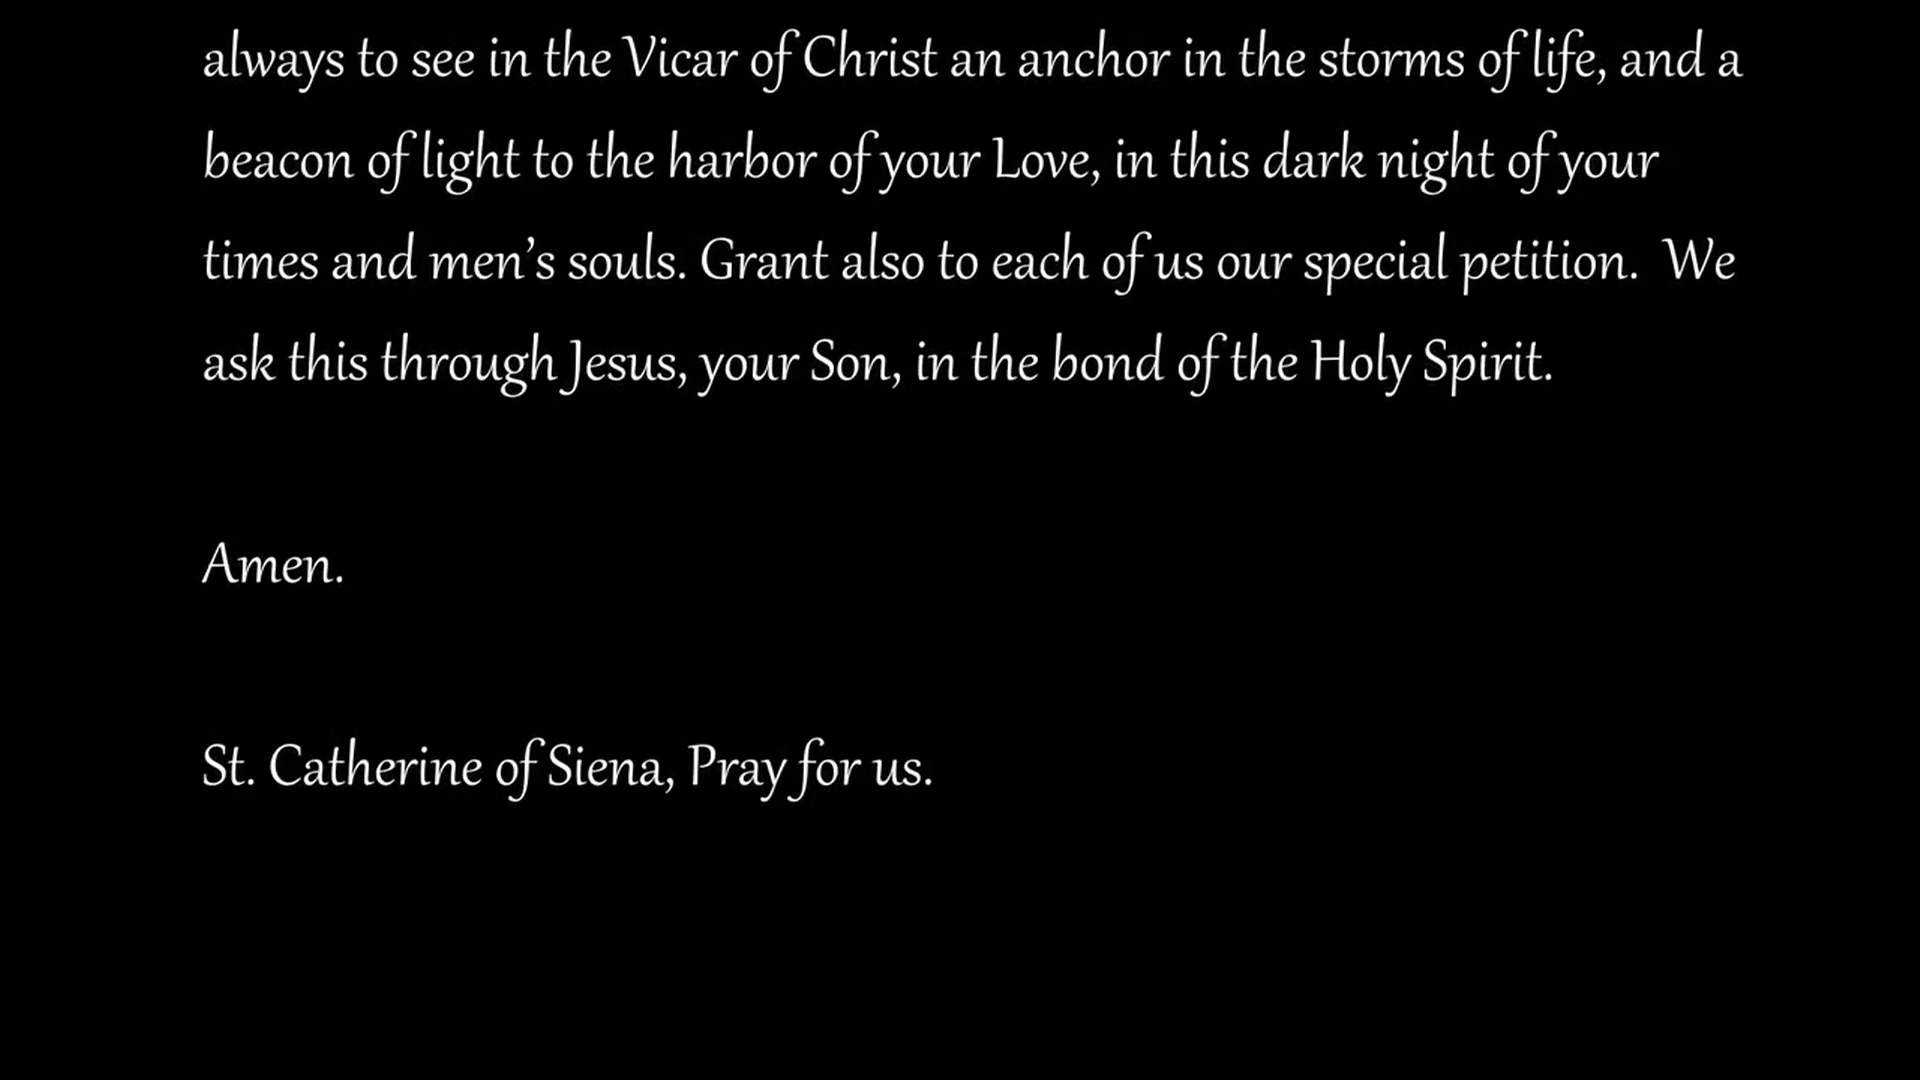 always to see in the Vicar of Christ an anchor in the storms of life, and a
beacon of light to the harbor of your Love, in this dark night of your
times and men’s souls. Grant also to each of us our special petition.  We
ask this through Jesus, your Son, in the bond of the Holy Spirit.
Amen.
St. Catherine of Siena, Pray for us.